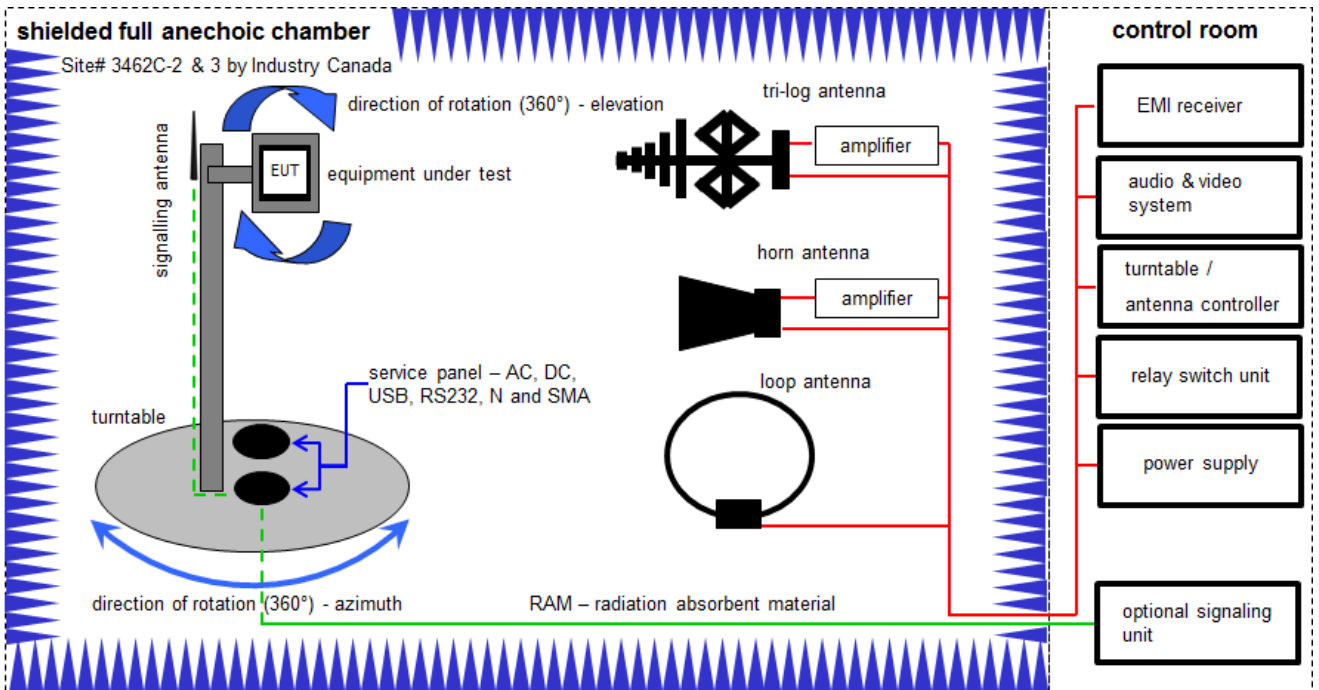 shielded full anechoic chamber
Site# 3462C-2 & 3 by Industry Canada
direction of rotation (360°) - elevation
signalling antenna
EUT
equipment under test
tri-log antenna
amplifier
horn antenna
amplifier
loop antenna
service panel – AC, DC,
USB, RS232, N and SMA
turntable
direction of rotation (360°) - azimuth
RAM – radiation absorbent material
control room
EMI receiver
audio & video
system
turntable /
antenna controller
relay switch unit
power supply
optional signaling
unit